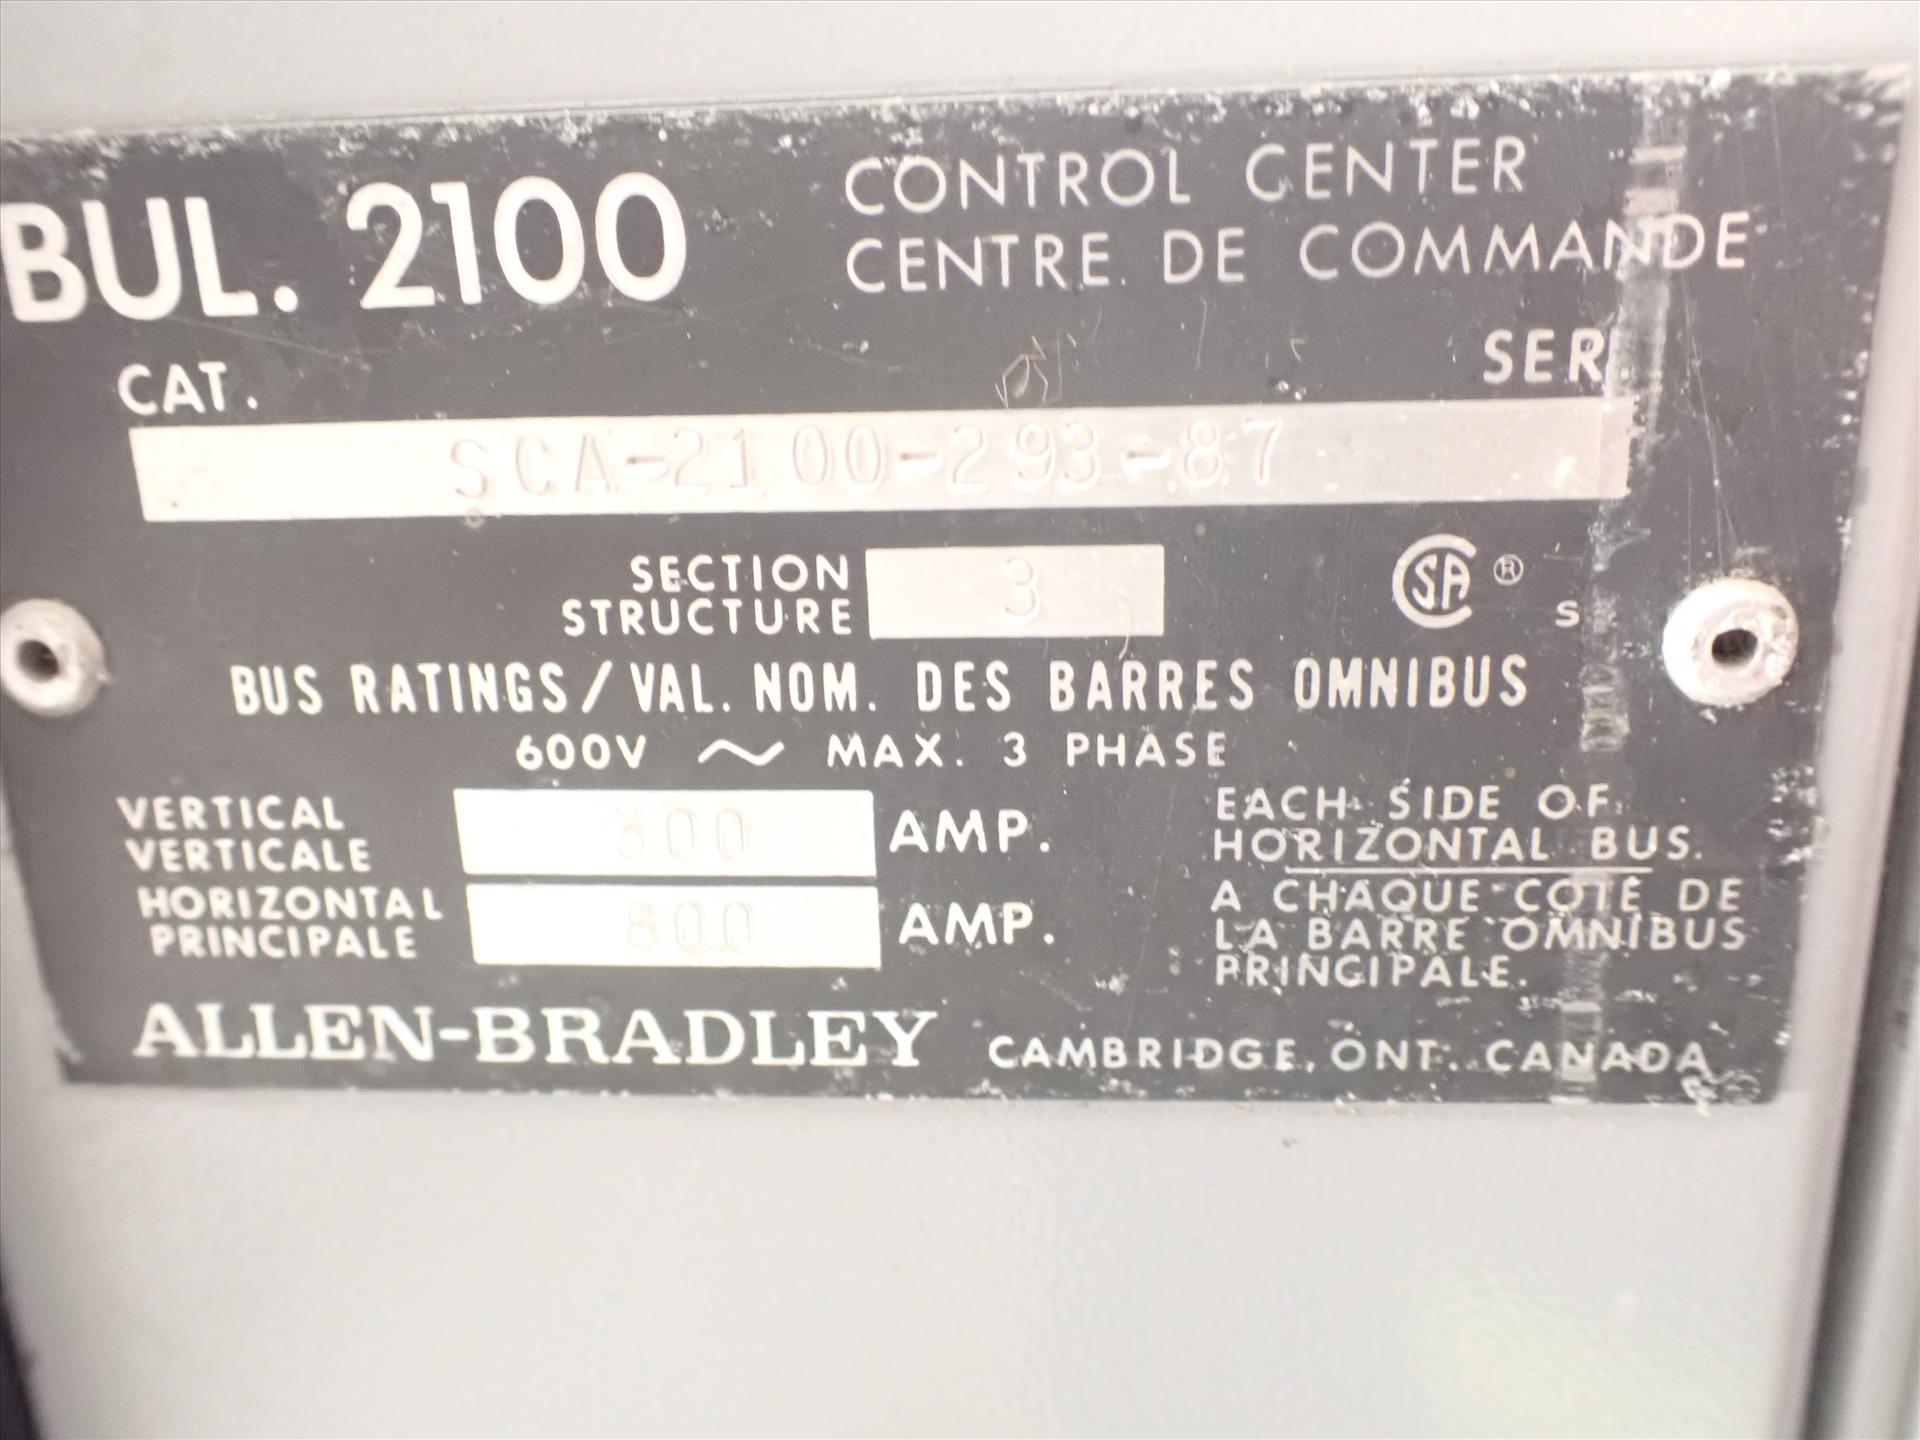 BUL. 2100
CONTROL CENTER
CENTRE DE COMMANDE
CAT.
SER.
SCA-2100-293-87
SECTION
STRUCTURE
3
CSA ®
S
BUS RATINGS/VAL. NOM. DES BARRES OMNIBUS
600V ~ MAX. 3 PHASE
VERTICAL
VERTICALE
300 AMP.
HORIZONTAL
PRINCIPALE
800 AMP.
EACH SIDE OF
HORIZONTAL BUS.
A CHAQUE COTÉ DE
LA BARRE OMNIBUS
PRINCIPALE.
ALLEN-BRADLEY CAMBRIDGE, ONT. CANADA